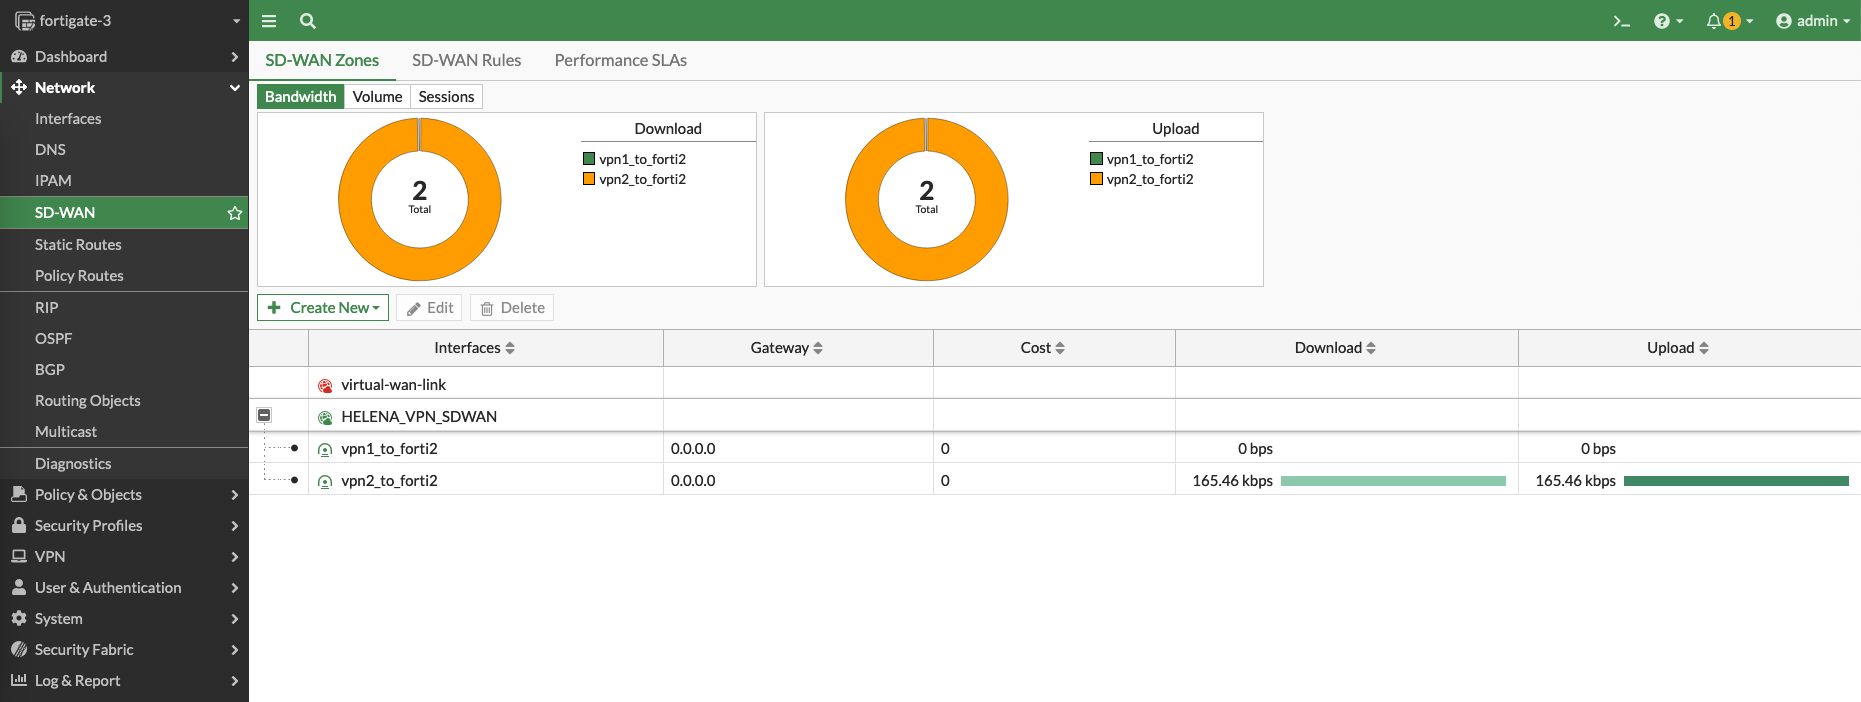 fortigate-3
1
admin
Dashboard
Network
Interfaces
DNS
IPAM
SD-WAN
Static Routes
Policy Routes
RIP
OSPF
BGP
Routing Objects
Multicast
Diagnostics
Policy & Objects
Security Profiles
VPN
User & Authentication
System
Security Fabric
Log & Report
SD-WAN Zones SD-WAN Rules Performance SLAs
Bandwidth Volume Sessions
2
Total
Download
vpn1_to_forti2
vpn2_to_forti2
2
Total
Upload
vpn1_to_forti2
vpn2_to_forti2
Create New Edit Delete
Interfaces Gateway Cost Download Upload
virtual-wan-link
HELENA_VPN_SDWAN
vpn1_to_forti2 0.0.0.0 0 0 bps 0 bps
vpn2_to_forti2 0.0.0.0 0 165.46 kbps 165.46 kbps